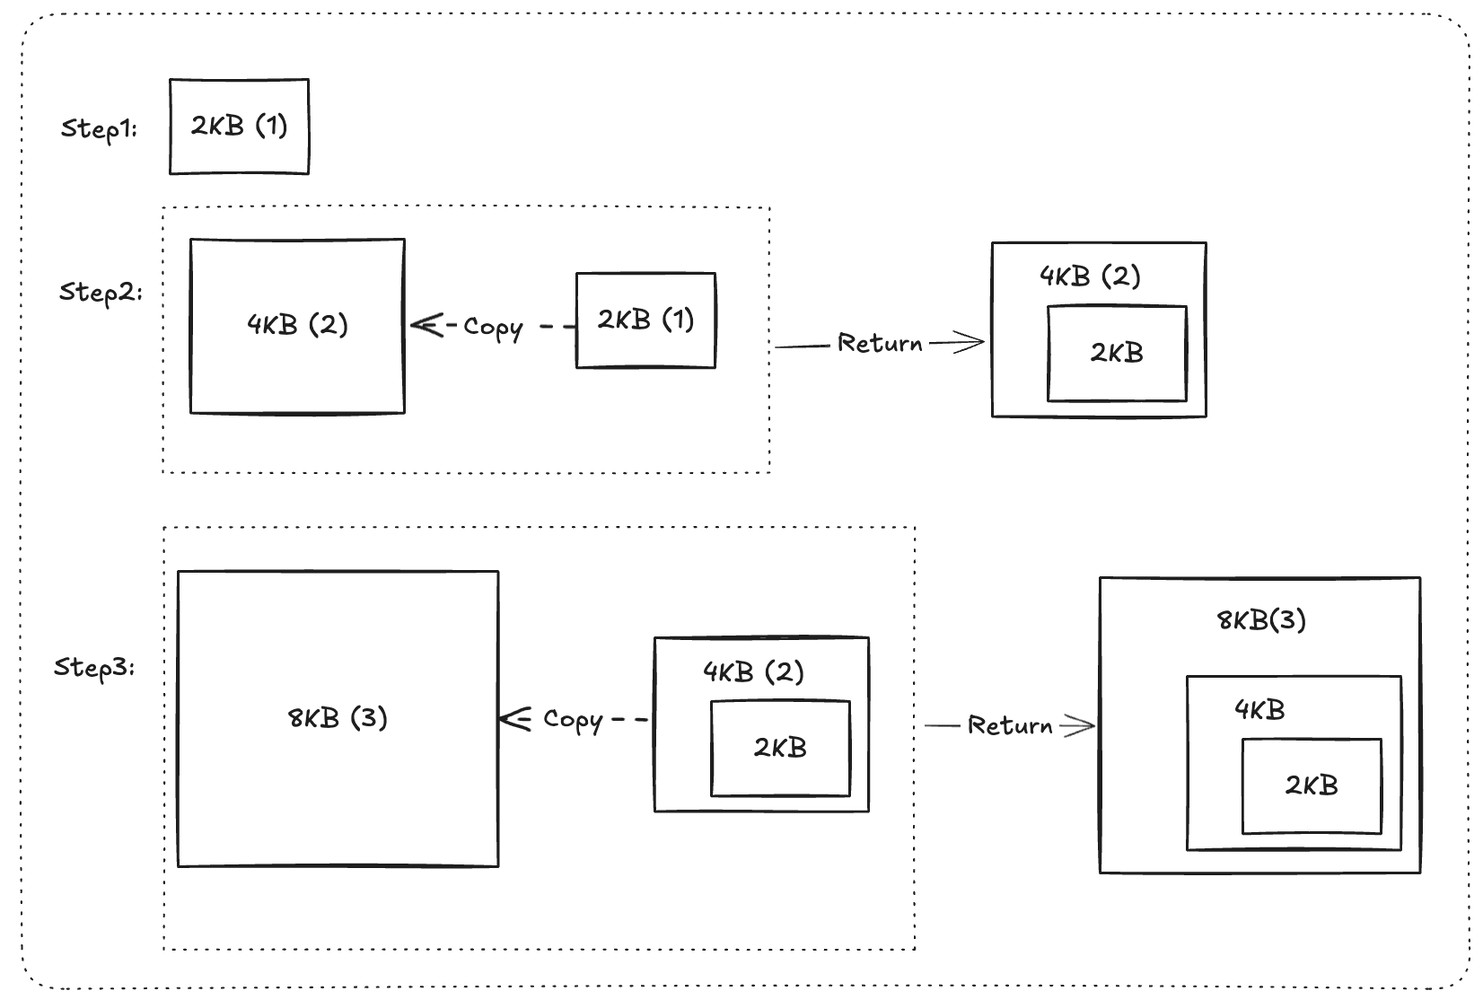 Step1:
2KB (1)
Step2:
4KB (2)
Copy
2KB (1)
Return
4KB (2)
2KB
Step3:
8KB (3)
Copy
4KB (2)
2KB
Return
8KB(3)
4KB
2KB